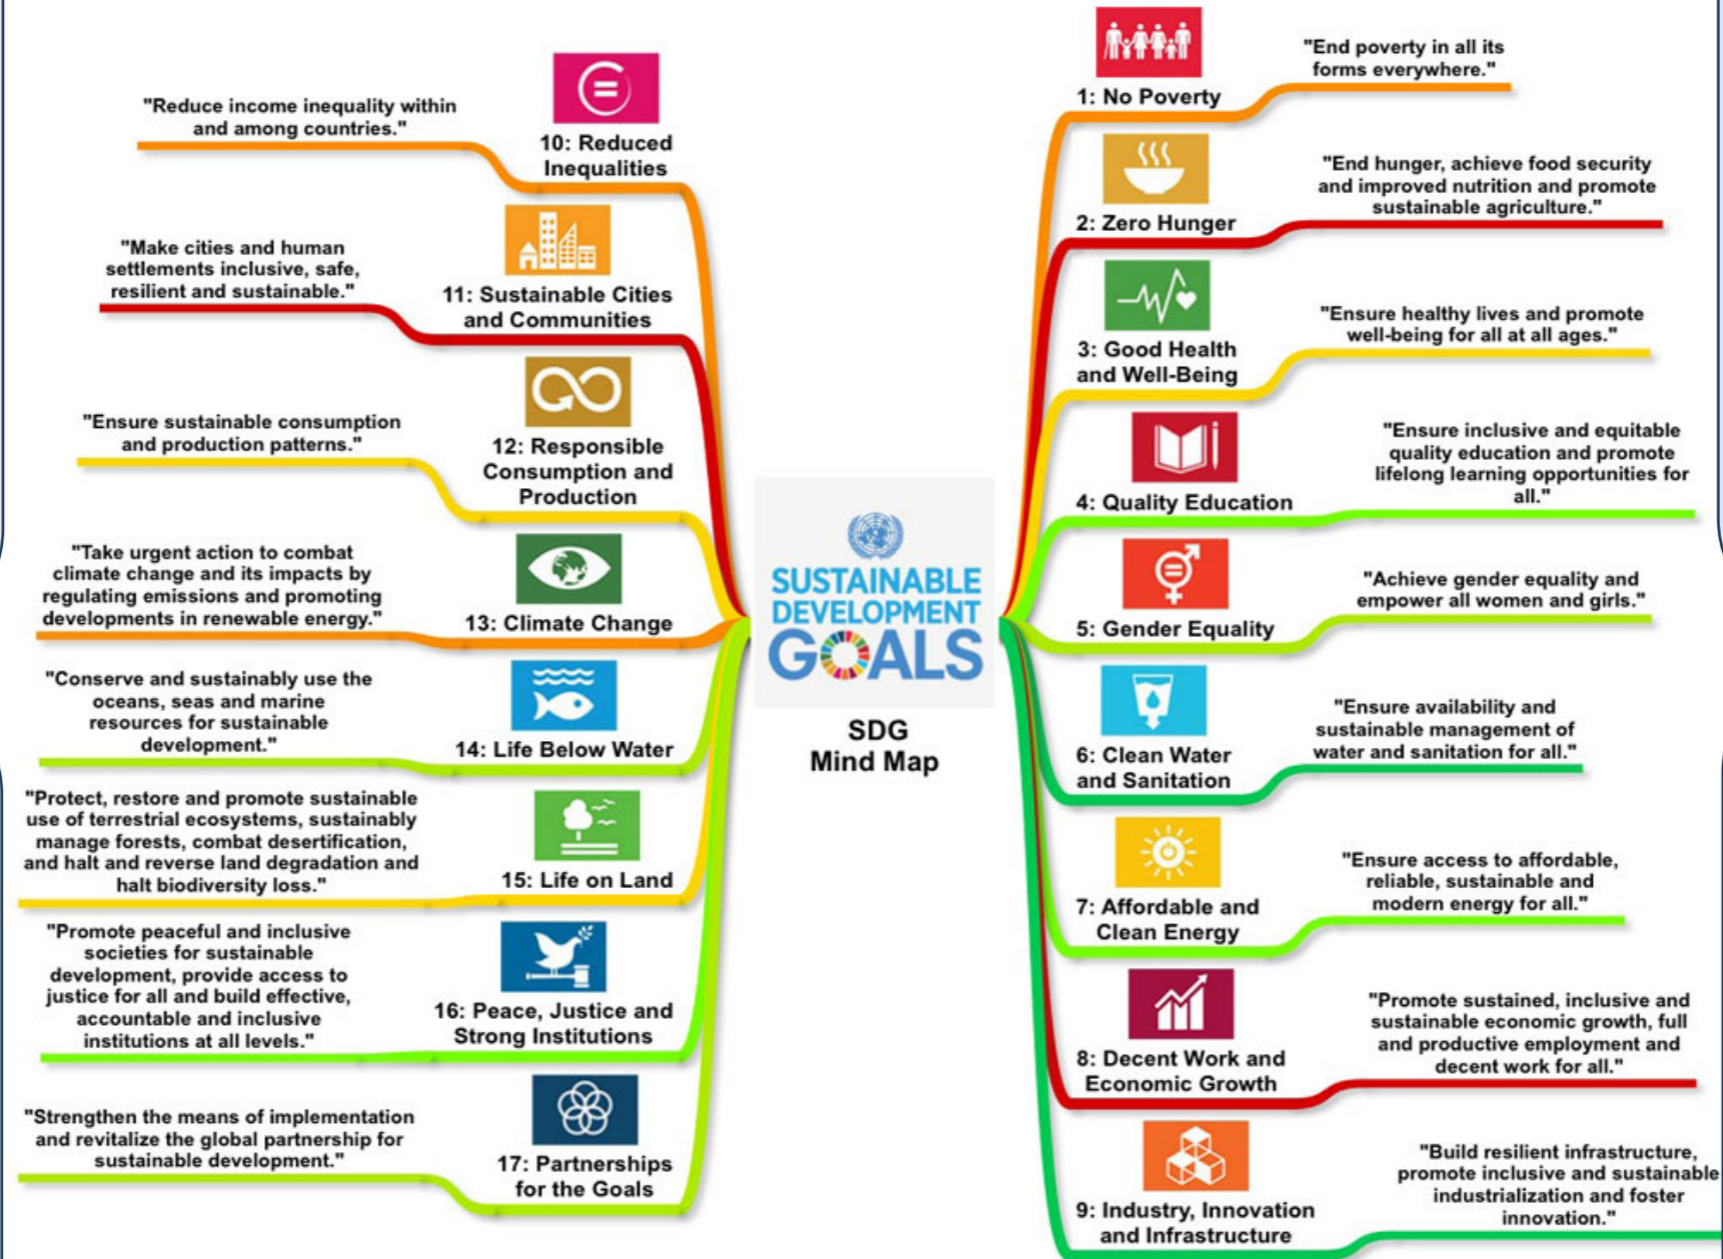 SUSTAINABLE
DEVELOPMENT
GOALS
SDG
Mind Map
1: No Poverty
"End poverty in all its
forms everywhere."
2: Zero Hunger
"End hunger, achieve food security
and improved nutrition and promote
sustainable agriculture."
3: Good Health
and Well-Being
"Ensure healthy lives and promote
well-being for all at all ages."
4: Quality Education
"Ensure inclusive and equitable
quality education and promote
lifelong learning opportunities for
all."
5: Gender Equality
"Achieve gender equality and
empower all women and girls."
6: Clean Water
and Sanitation
"Ensure availability and
sustainable management of
water and sanitation for all."
7: Affordable and
Clean Energy
"Ensure access to affordable,
reliable, sustainable and
modern energy for all."
8: Decent Work and
Economic Growth
"Promote sustained, inclusive and
sustainable economic growth, full
and productive employment and
decent work for all."
9: Industry, Innovation
and Infrastructure
"Build resilient infrastructure,
promote inclusive and sustainable
industrialization and foster
innovation."
10: Reduced
Inequalities
"Reduce income inequality within
and among countries."
11: Sustainable Cities
and Communities
"Make cities and human
settlements inclusive, safe,
resilient and sustainable."
12: Responsible
Consumption and
Production
"Ensure sustainable consumption
and production patterns."
13: Climate Change
"Take urgent action to combat
climate change and its impacts by
regulating emissions and promoting
developments in renewable energy."
14: Life Below Water
"Conserve and sustainably use the
oceans, seas and marine
resources for sustainable
development."
15: Life on Land
"Protect, restore and promote sustainable
use of terrestrial ecosystems, sustainably
manage forests, combat desertification,
and halt and reverse land degradation and
halt biodiversity loss."
16: Peace, Justice and
Strong Institutions
"Promote peaceful and inclusive
societies for sustainable
development, provide access to
justice for all and build effective,
accountable and inclusive
institutions at all levels."
17: Partnerships
for the Goals
"Strengthen the means of implementation
and revitalize the global partnership for
sustainable development."